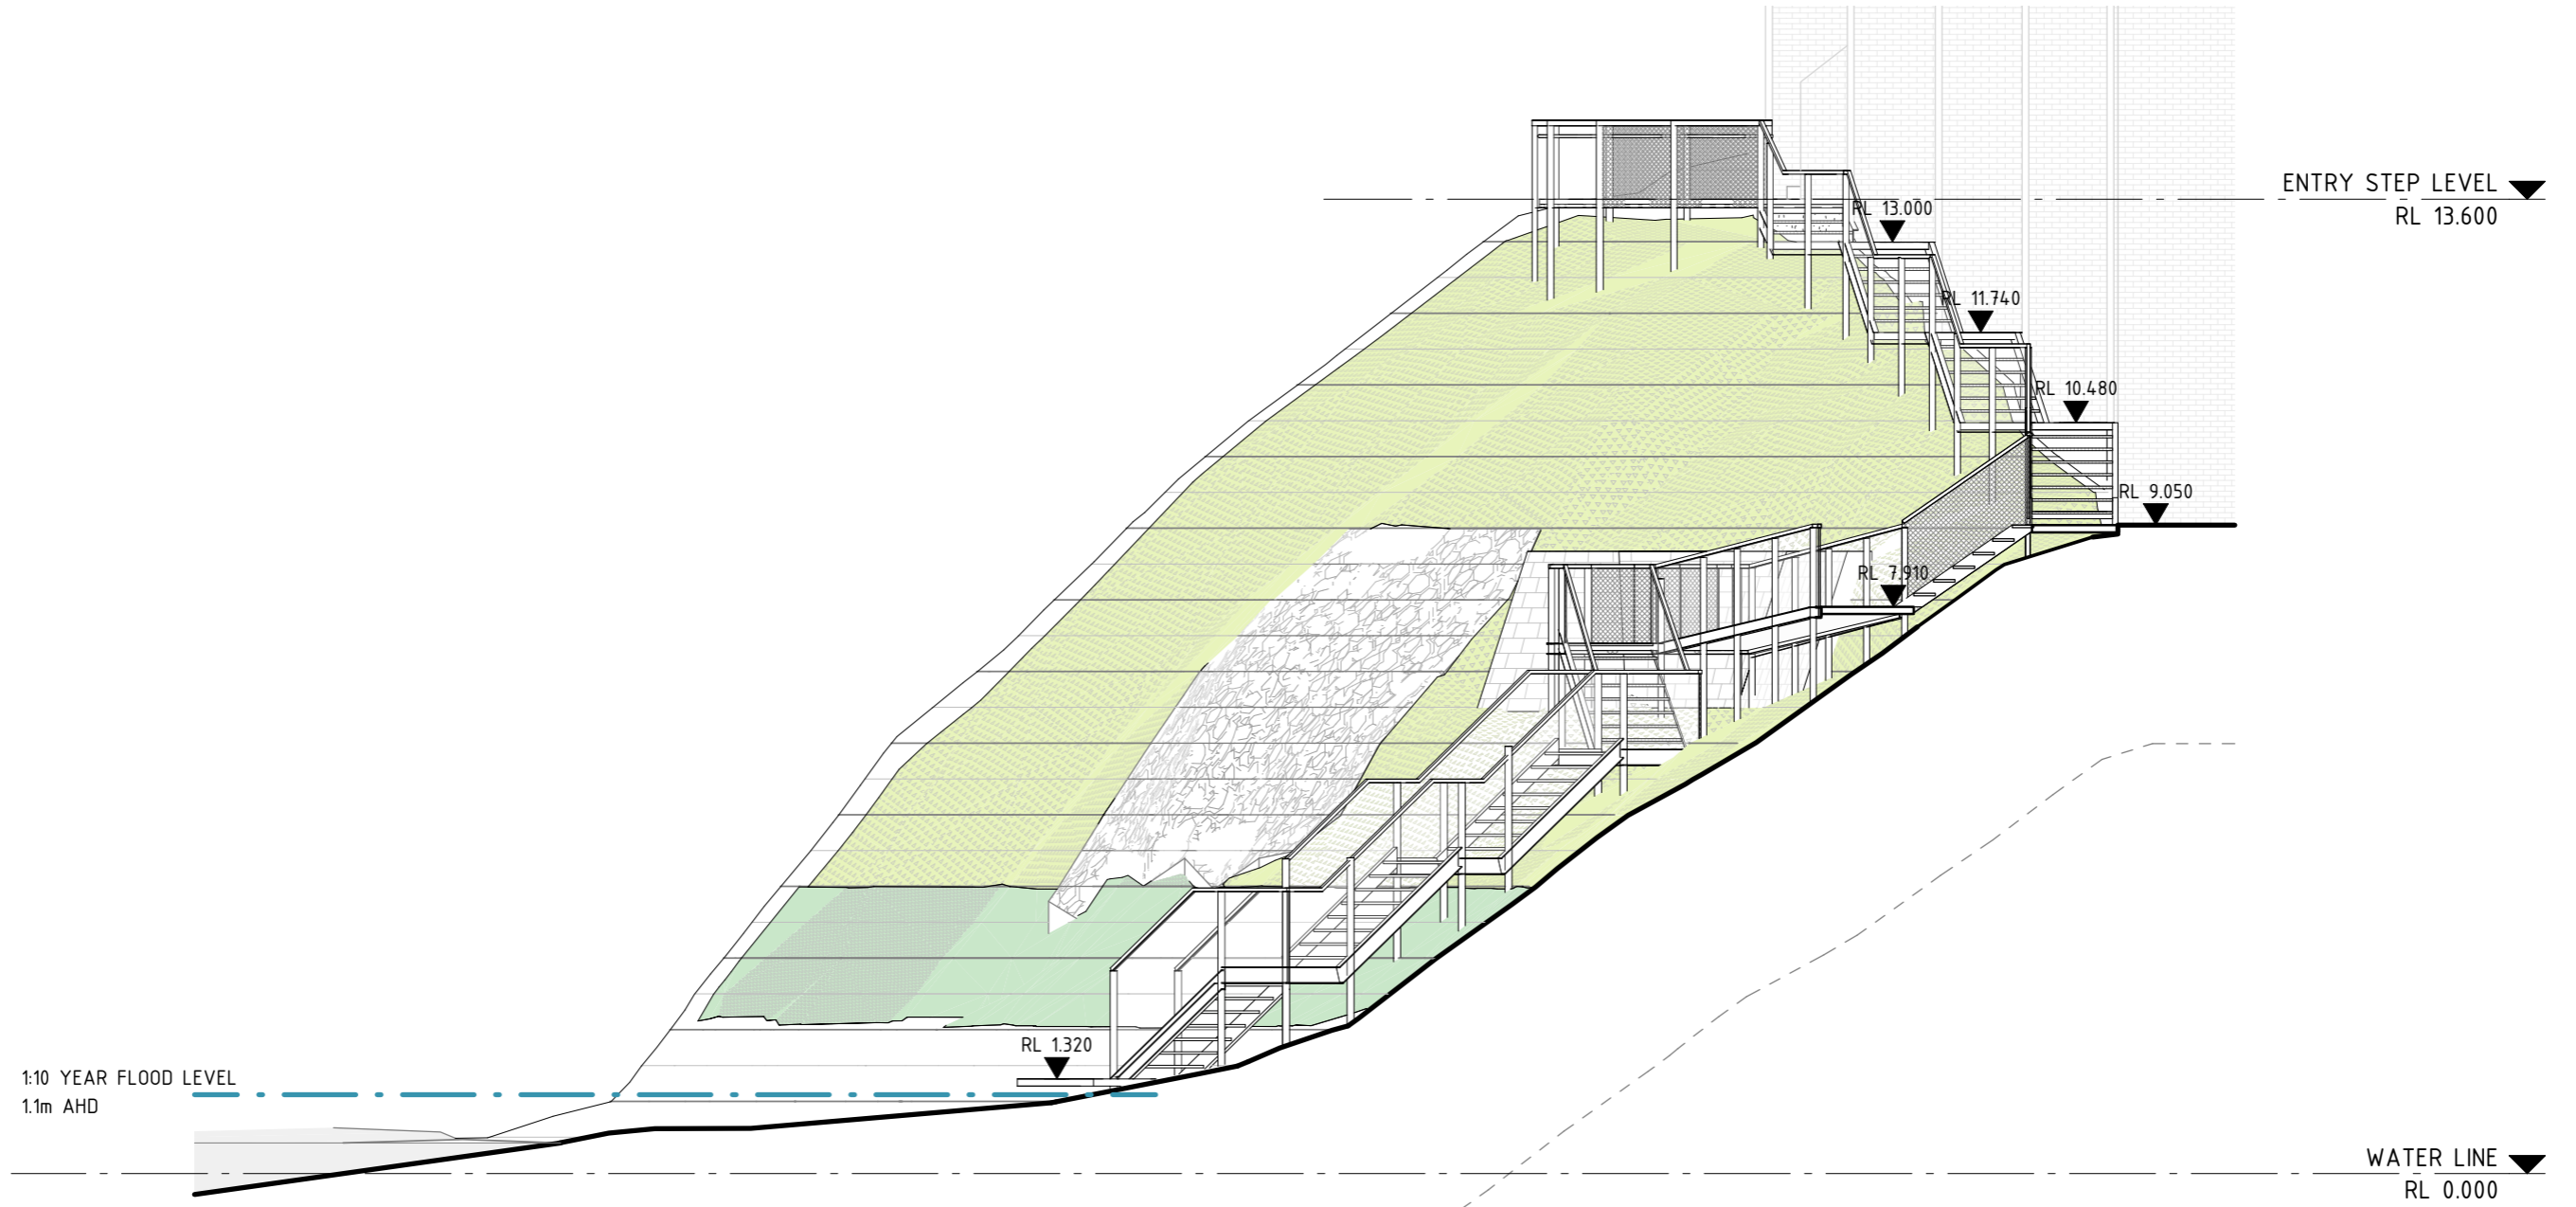 ENTRY STEP LEVEL
RL 13.600
RL 13.000
RL 11.740
RL 10.480
RL 9.050
RL 7.910
RL 1.320
1:10 YEAR FLOOD LEVEL
1.1m AHD
WATER LINE
RL 0.000